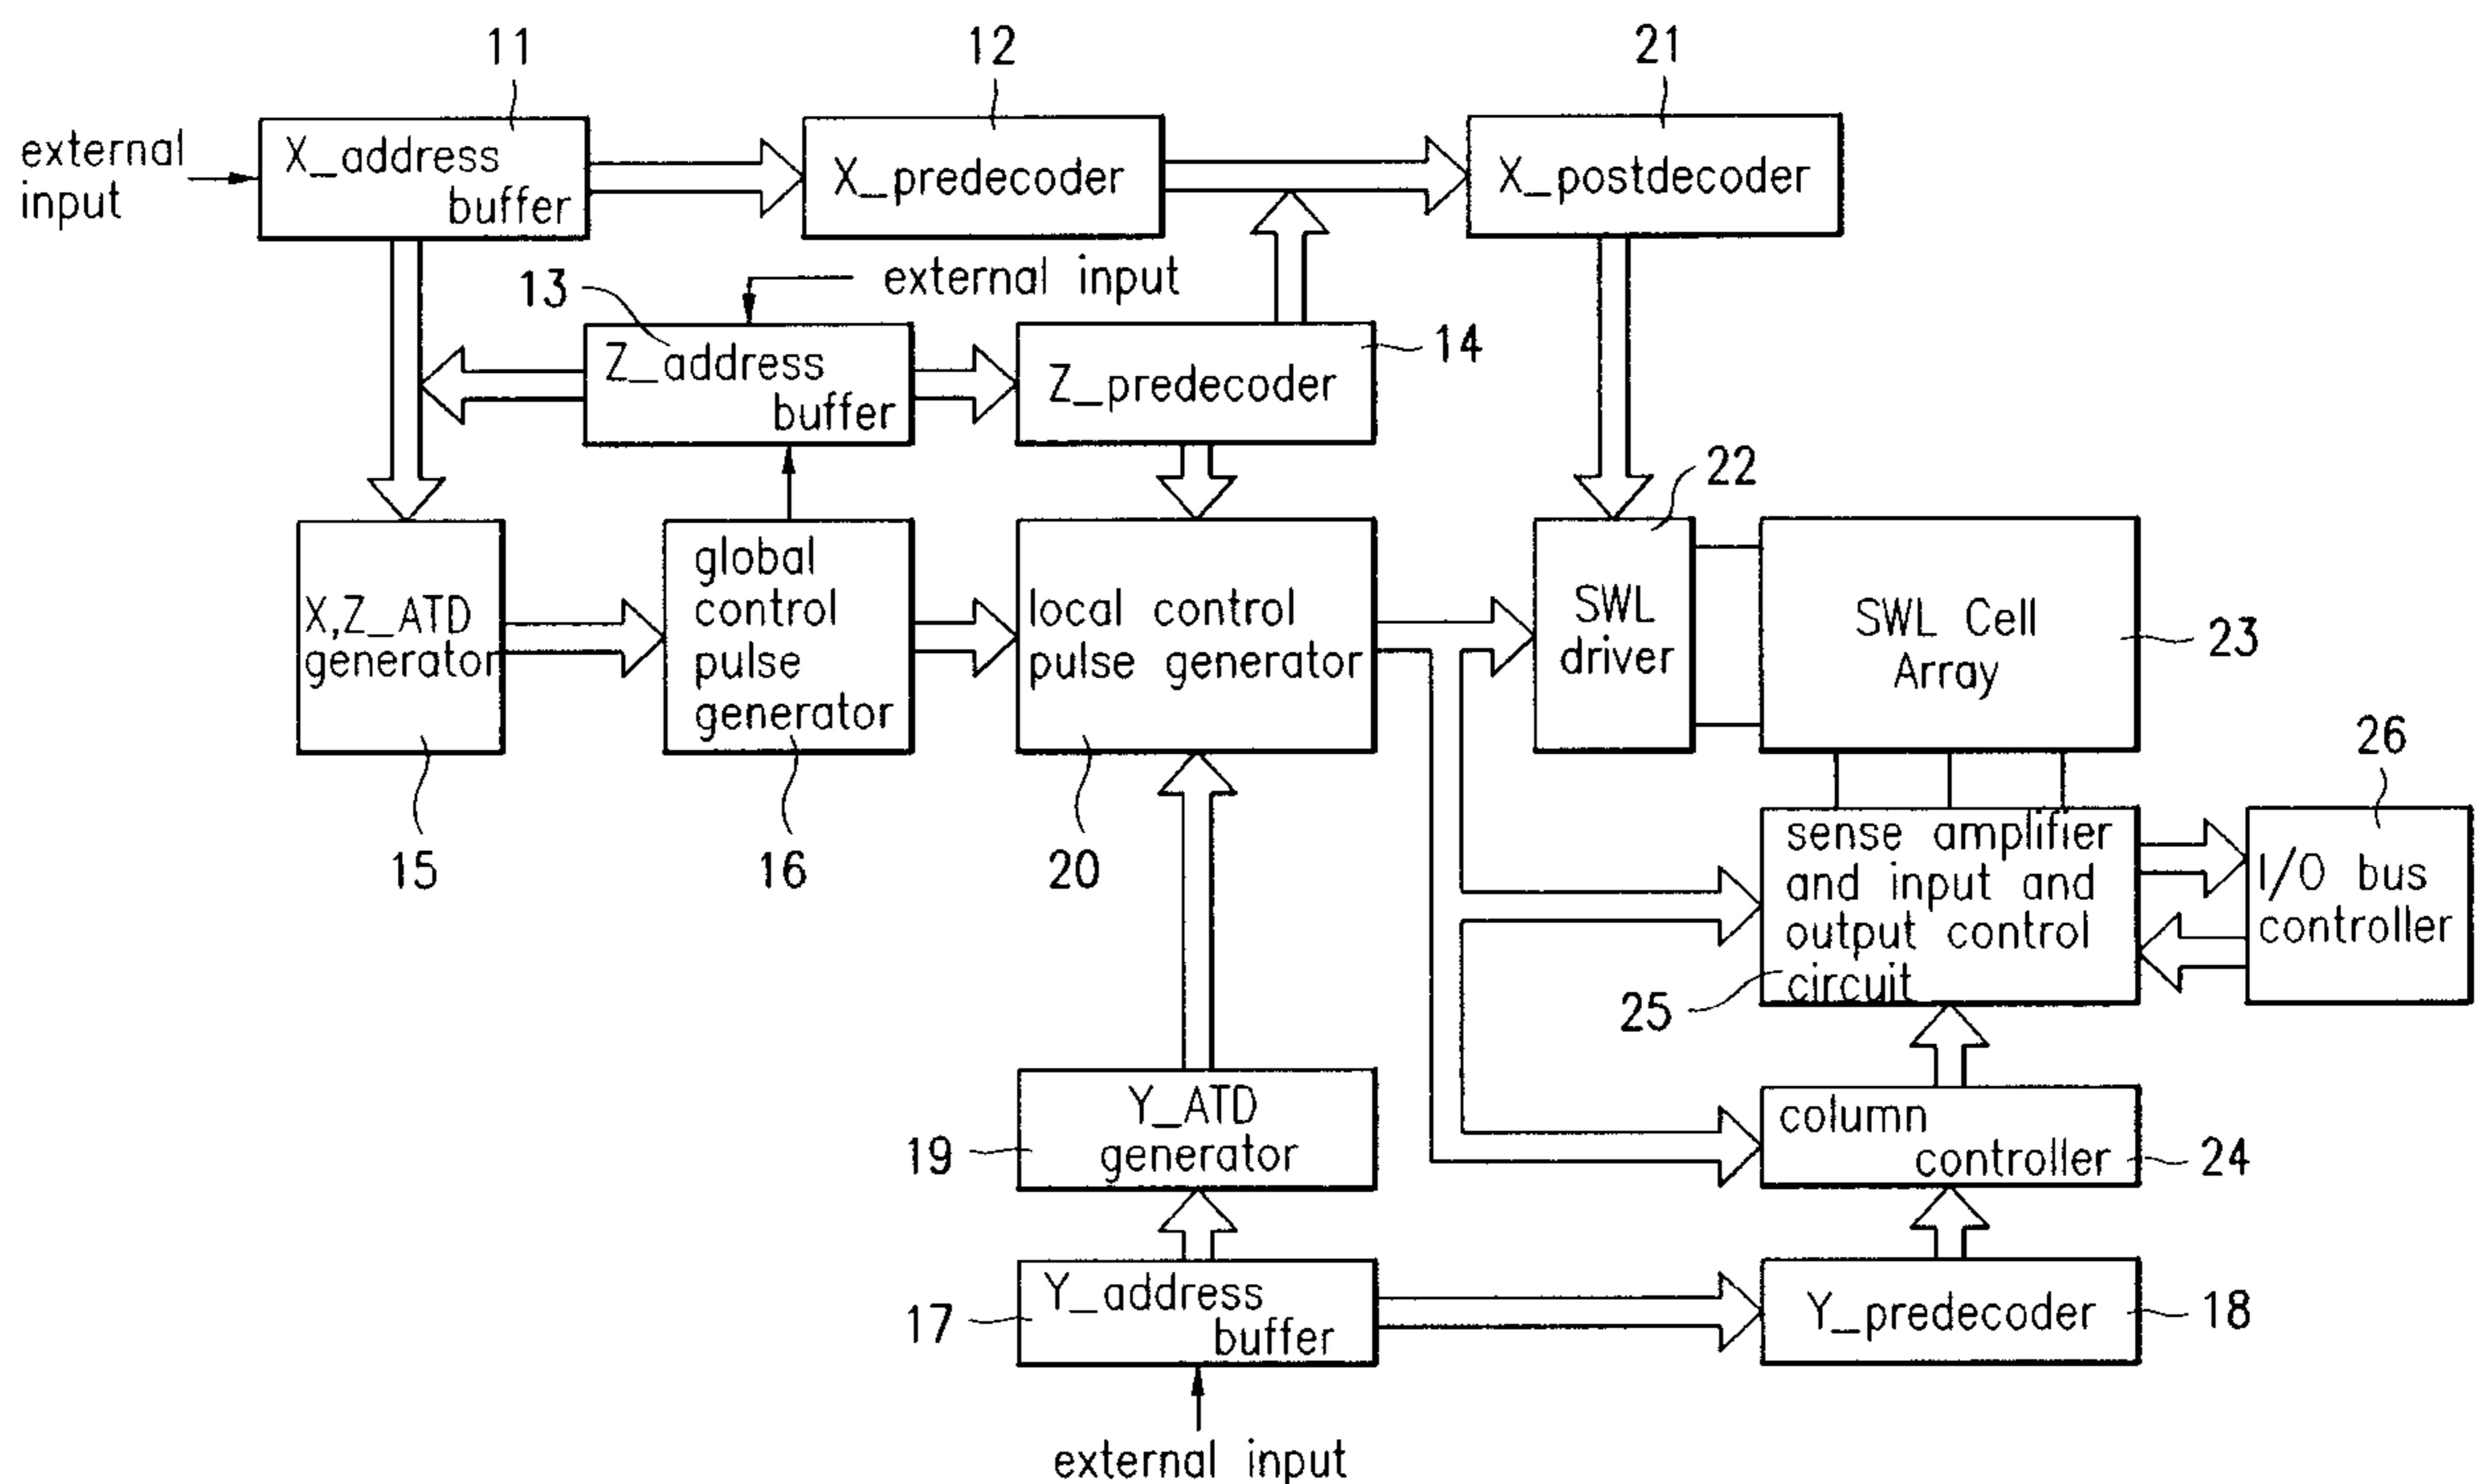 11
12
21
external
input
X_address
buffer
X_predecoder
X_postdecoder
13
external input
Z_address
buffer
Z_predecoder
14
22
X,Z_ATD
generator
global
control
pulse
generator
local control
pulse generator
SWL
driver
SWL Cell
Array
23
15
16
20
26
sense amplifier
and input and
output control
circuit
I/O bus
controller
25
Y_ATD
generator
19
column
controller
24
Y_address
buffer
17
Y_predecoder
18
external input